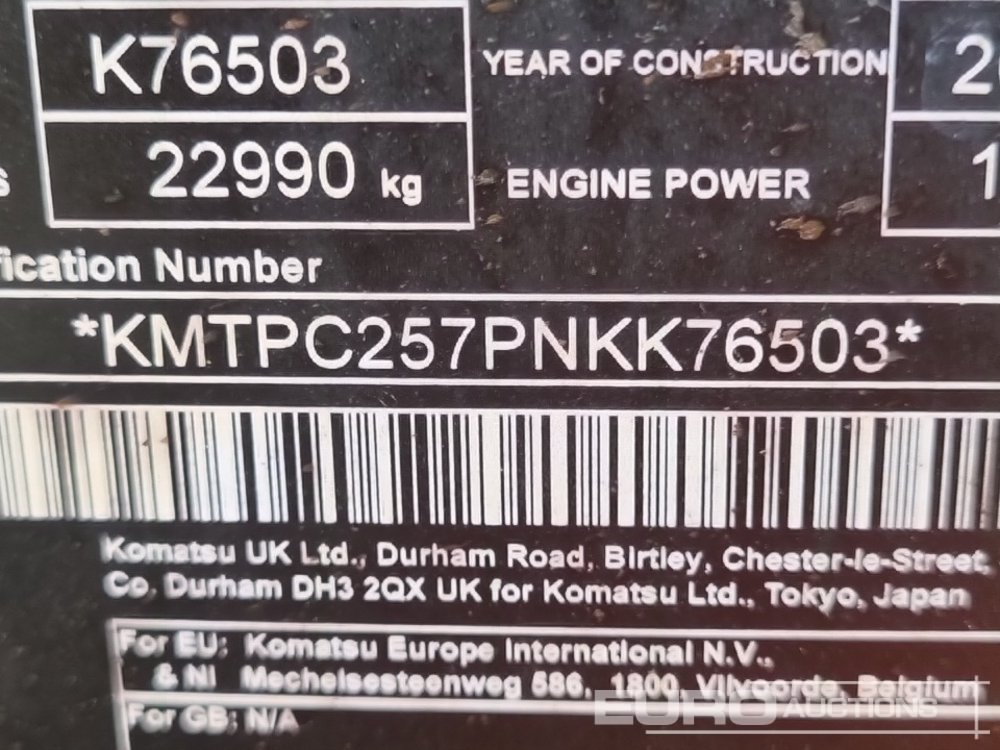 K76503 YEAR OF CONSTRUCTION 2
22990 kg ENGINE POWER 1
fication Number
*KMTPC257PNKK76503*
Komatsu UK Ltd., Durham Road, Birtley, Chester-le-Street,
Co. Durham DH3 2QX UK for Komatsu Ltd., Tokyo, Japan
For EU: Komatsu Europe International N.V.,
& NI Mechelsesteenweg 586, 1800, Vilvoorde, Belgium
For GB: N/A
EURO AUCTIONS